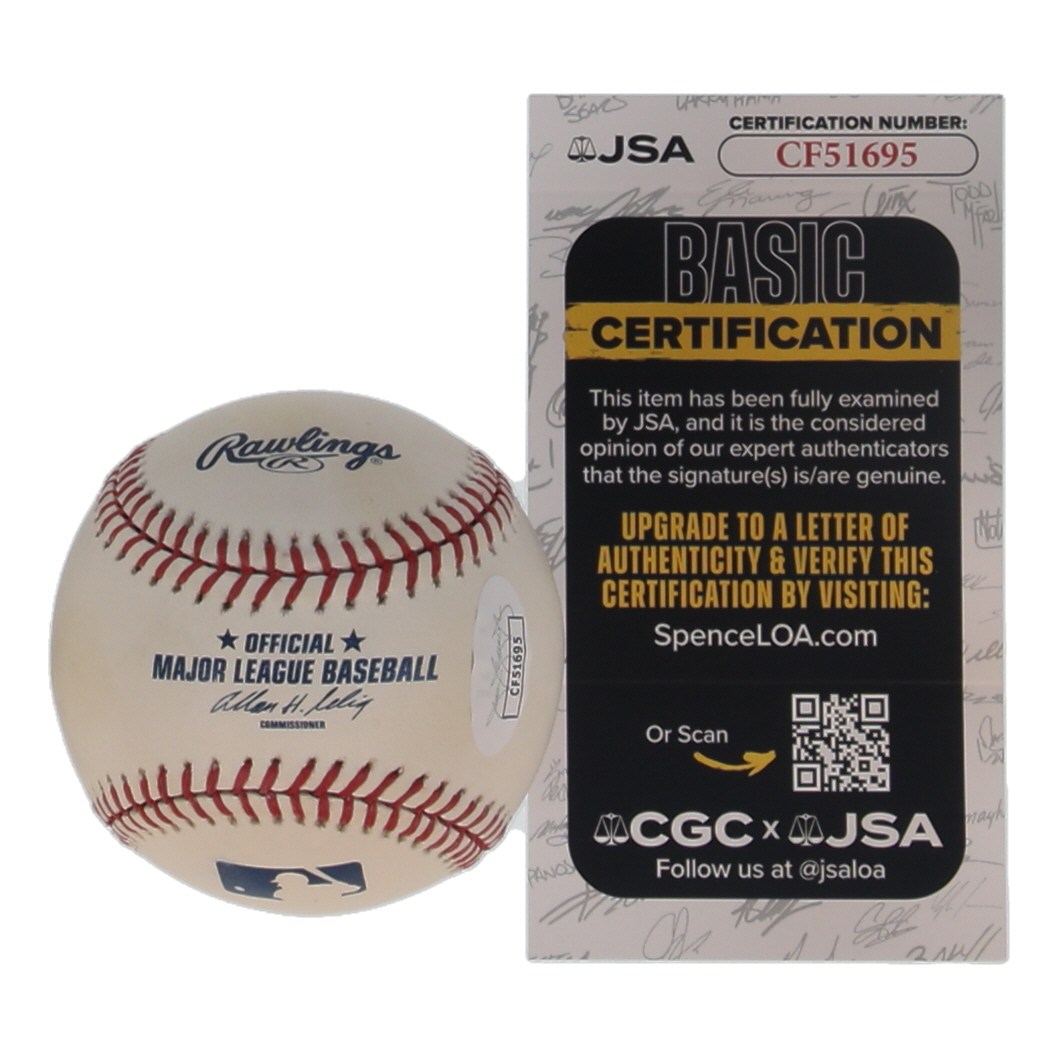 JSA
CERTIFICATION NUMBER:
CF51695
BASIC
CERTIFICATION
This item has been fully examined
by JSA, and it is the considered
opinion of our expert authenticators
that the signature(s) is/are genuine.
UPGRADE TO A LETTER OF
AUTHENTICITY & VERIFY THIS
CERTIFICATION BY VISITING:
SpenceLOA.com
Or Scan
CGC x JSA
Follow us at @jsaloa
Rawlings
R
OFFICIAL
MAJOR LEAGUE BASEBALL
Allan H. Selig
COMMISSIONER
CF51695